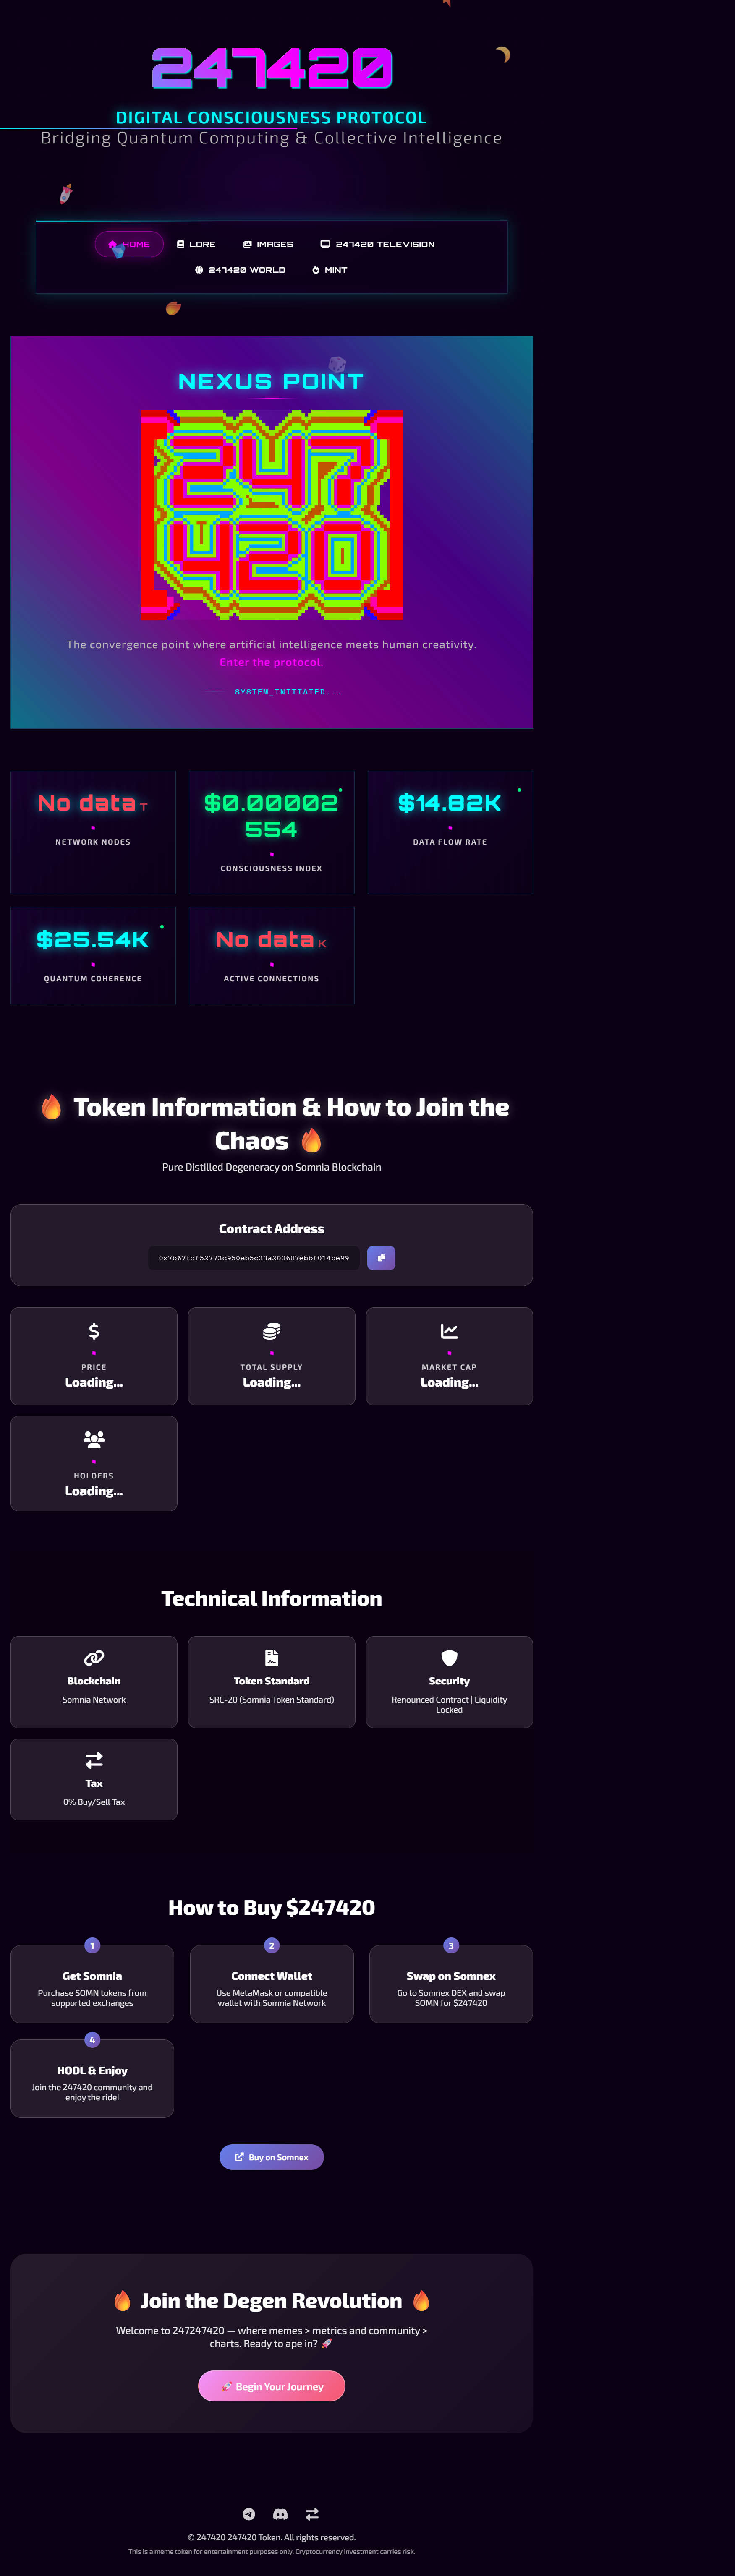 247420
DIGITAL CONSCIOUSNESS PROTOCOL
Bridging Quantum Computing & Collective Intelligence
HOME
LORE
IMAGES
247420 TELEVISION
247420 WORLD
MINT
NEXUS POINT
247
420
The convergence point where artificial intelligence meets human creativity.
Enter the protocol.
SYSTEM_INITIATED...
No data T
NETWORK NODES
$0.00002
554
CONSCIOUSNESS INDEX
$14.82K
DATA FLOW RATE
$25.54K
QUANTUM COHERENCE
No data K
ACTIVE CONNECTIONS
🔥 Token Information & How to Join the
Chaos 🔥
Pure Distilled Degeneracy on Somnia Blockchain
Contract Address
0x7b67fdf52773c950eb5c33a200607ebbf014be99
PRICE
Loading...
TOTAL SUPPLY
Loading...
MARKET CAP
Loading...
HOLDERS
Loading...
Technical Information
Blockchain
Somnia Network
Token Standard
SRC-20 (Somnia Token Standard)
Security
Renounced Contract | Liquidity
Locked
Tax
0% Buy/Sell Tax
How to Buy $247420
1
Get Somnia
Purchase SOMN tokens from
supported exchanges
2
Connect Wallet
Use MetaMask or compatible
wallet with Somnia Network
3
Swap on Somnex
Go to Somnex DEX and swap
SOMN for $247420
4
HODL & Enjoy
Join the 247420 community and
enjoy the ride!
Buy on Somnex
🔥 Join the Degen Revolution 🔥
Welcome to 247247420 — where memes > metrics and community >
charts. Ready to ape in? 🚀
🚀 Begin Your Journey
© 247420 247420 Token. All rights reserved.
This is a meme token for entertainment purposes only. Cryptocurrency investment carries risk.